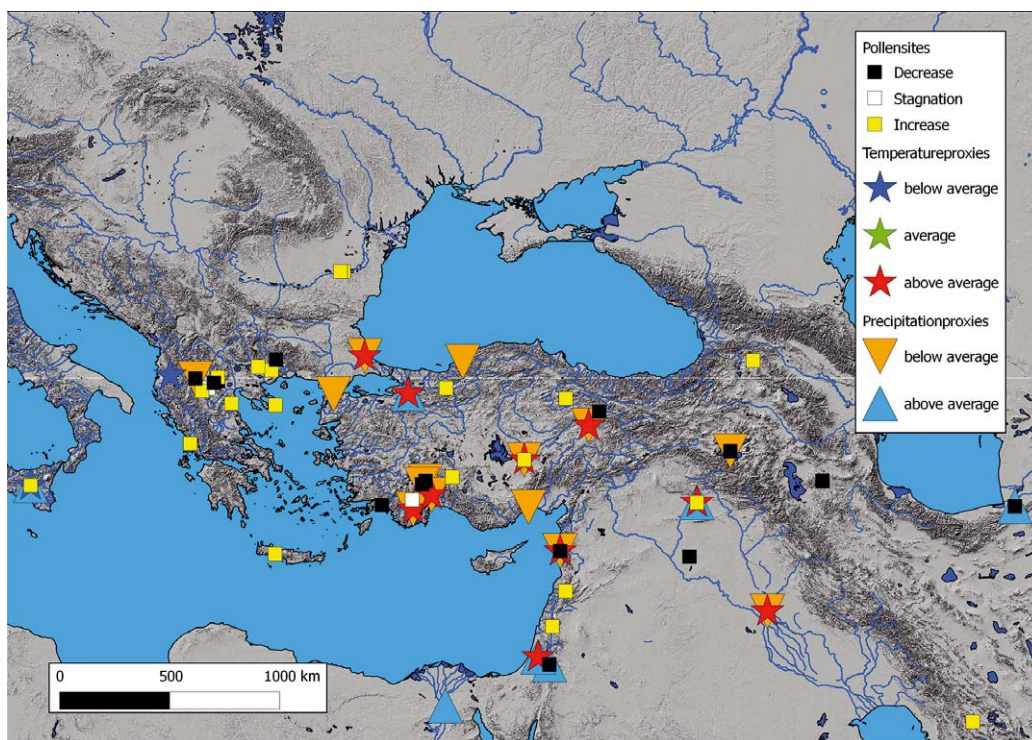 Pollensites
Decrease
Stagnation
Increase
Temperatureproxies
below average
average
above average
Precipitationproxies
below average
above average
0 500 1000 km